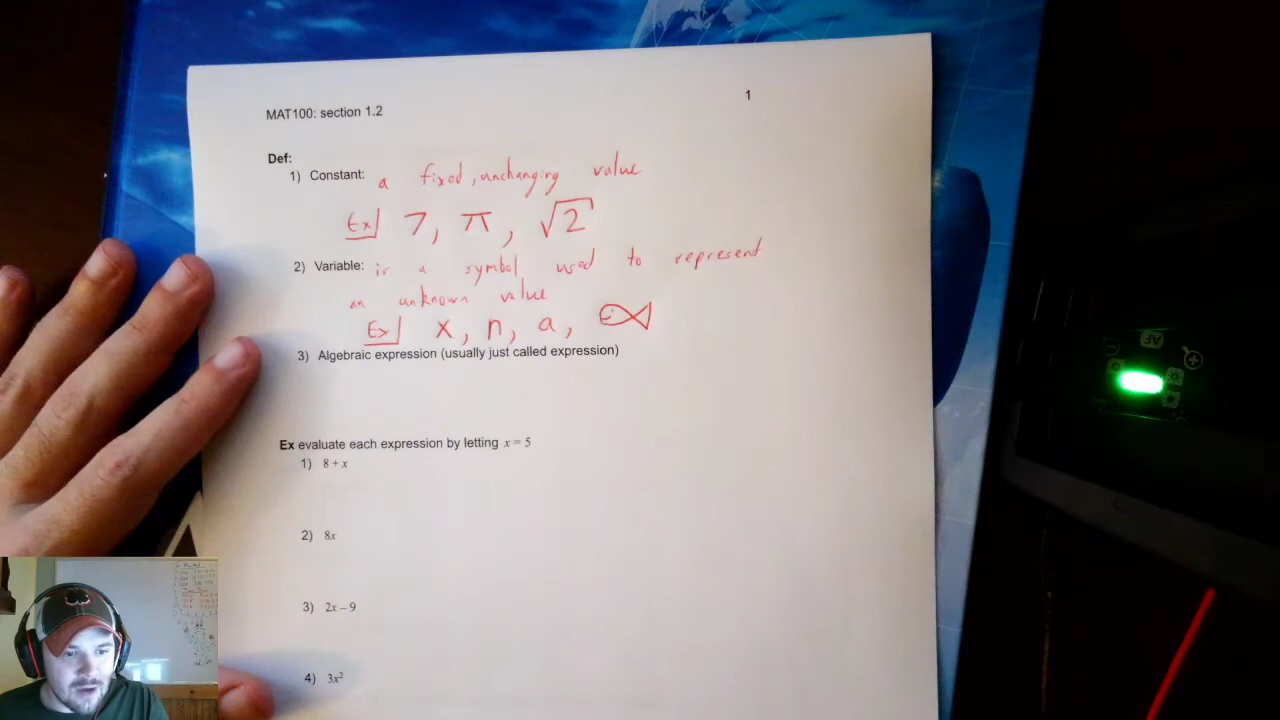 MAT100: section 1.2
1
Def:
1) Constant: a fixed, unchanging value
Ex| 7, π, √2
2) Variable: is a symbol used to represent
an unknown value
Ex| x, n, a,
3) Algebraic expression (usually just called expression)
Ex evaluate each expression by letting x = 5
1) 8 + x
2) 8x
3) 2x – 9
4) 3x²
AF